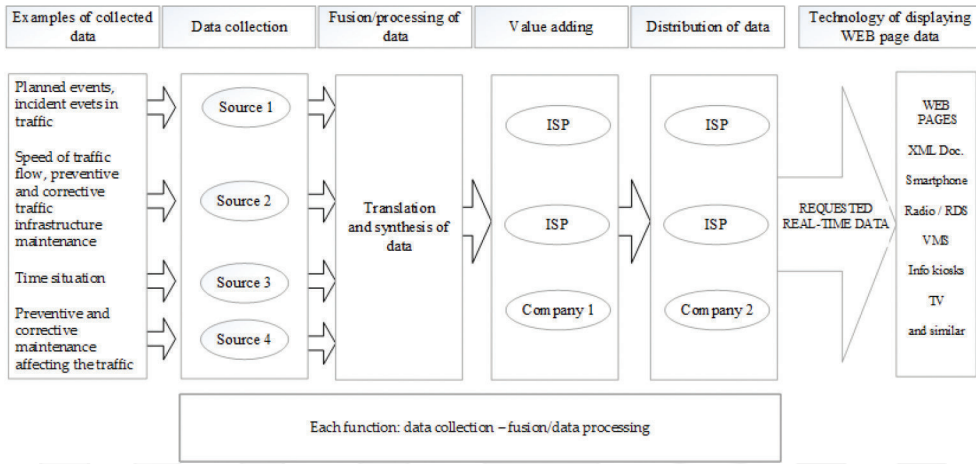 Examples of collected
data
Data collection
Fusion/processing of
data
Value adding
Distribution of data
Technology of displaying
WEB page data
Planned events,
incident evets in
traffic
Speed of traffic
flow, preventive
and corrective
traffic
infrastructure
maintenance
Time situation
Preventive and
corrective
maintenance
affecting the traffic
Source 1
Source 2
Source 3
Source 4
Translation
and synthesis of
data
ISP
ISP
Company 1
ISP
ISP
Company 2
REQUESTED
REAL-TIME DATA
WEB
PAGES
XML Doc.
Smartphone
Radio / RDS
VMS
Info kiosks
TV
and similar
Each function: data collection – fusion/data processing